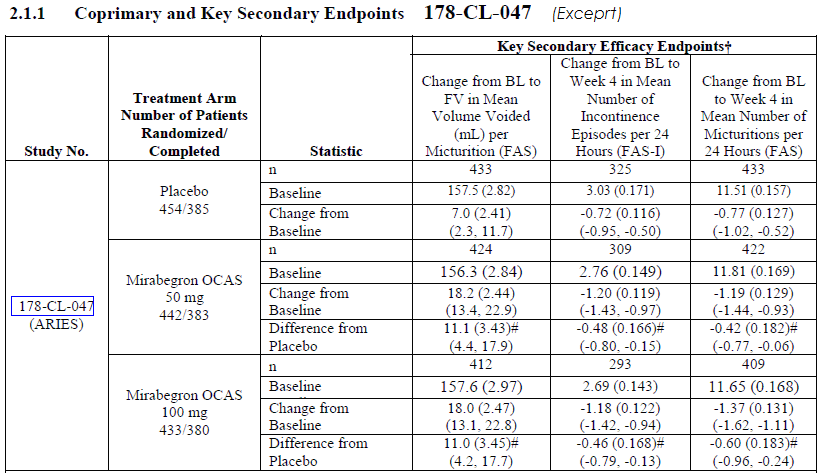 2.1.1 Coprimary and Key Secondary Endpoints 178-CL-047 (Exceprt)
Key Secondary Efficacy Endpoints†
Study No.
Treatment Arm
Number of Patients
Randomized/
Completed
Statistic
Change from BL to
FV in Mean
Volume Voided
(mL) per
Micturition (FAS)
Change from BL to
Week 4 in Mean
Number of
Incontinence
Episodes per 24
Hours (FAS-I)
Change from BL
to Week 4 in
Mean Number of
Micturitions per
24 Hours (FAS)
178-CL-047
(ARIES)
Placebo
454/385
n 433 325 433
Baseline 157.5 (2.82) 3.03 (0.171) 11.51 (0.157)
Change from 7.0 (2.41) -0.72 (0.116) -0.77 (0.127)
Baseline (2.3, 11.7) (-0.95, -0.50) (-1.02, -0.52)
Mirabegron OCAS
50 mg
442/383
n 424 309 422
Baseline 156.3 (2.84) 2.76 (0.149) 11.81 (0.169)
Change from 18.2 (2.44) -1.20 (0.119) -1.19 (0.129)
Baseline (13.4, 22.9) (-1.43, -0.97) (-1.44, -0.93)
Difference from 11.1 (3.43)# -0.48 (0.166)# -0.42 (0.182)#
Placebo (4.4, 17.9) (-0.80, -0.15) (-0.77, -0.06)
Mirabegron OCAS
100 mg
433/380
n 412 293 409
Baseline 157.6 (2.97) 2.69 (0.143) 11.65 (0.168)
Change from 18.0 (2.47) -1.18 (0.122) -1.37 (0.131)
Baseline (13.1, 22.8) (-1.42, -0.94) (-1.62, -1.11)
Difference from 11.0 (3.45)# -0.46 (0.168)# -0.60 (0.183)#
Placebo (4.2, 17.7) (-0.79, -0.13) (-0.96, -0.24)